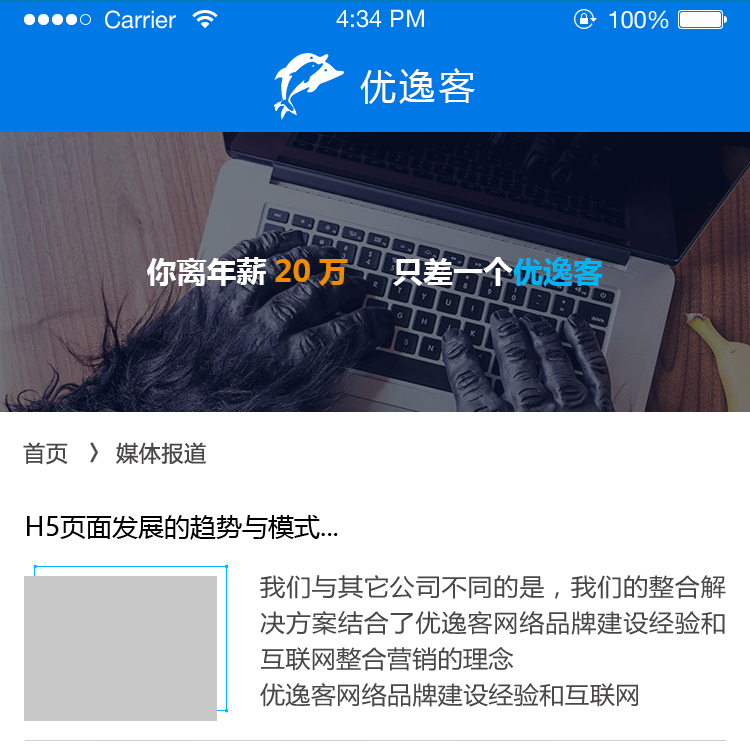 Carrier 4:34 PM 100%
优逸客
你离年薪 20 万 只差一个优逸客
首页 〉 媒体报道
H5页面发展的趋势与模式...
我们与其它公司不同的是，我们的整合解
决方案结合了优逸客网络品牌建设经验和
互联网整合营销的理念
优逸客网络品牌建设经验和互联网